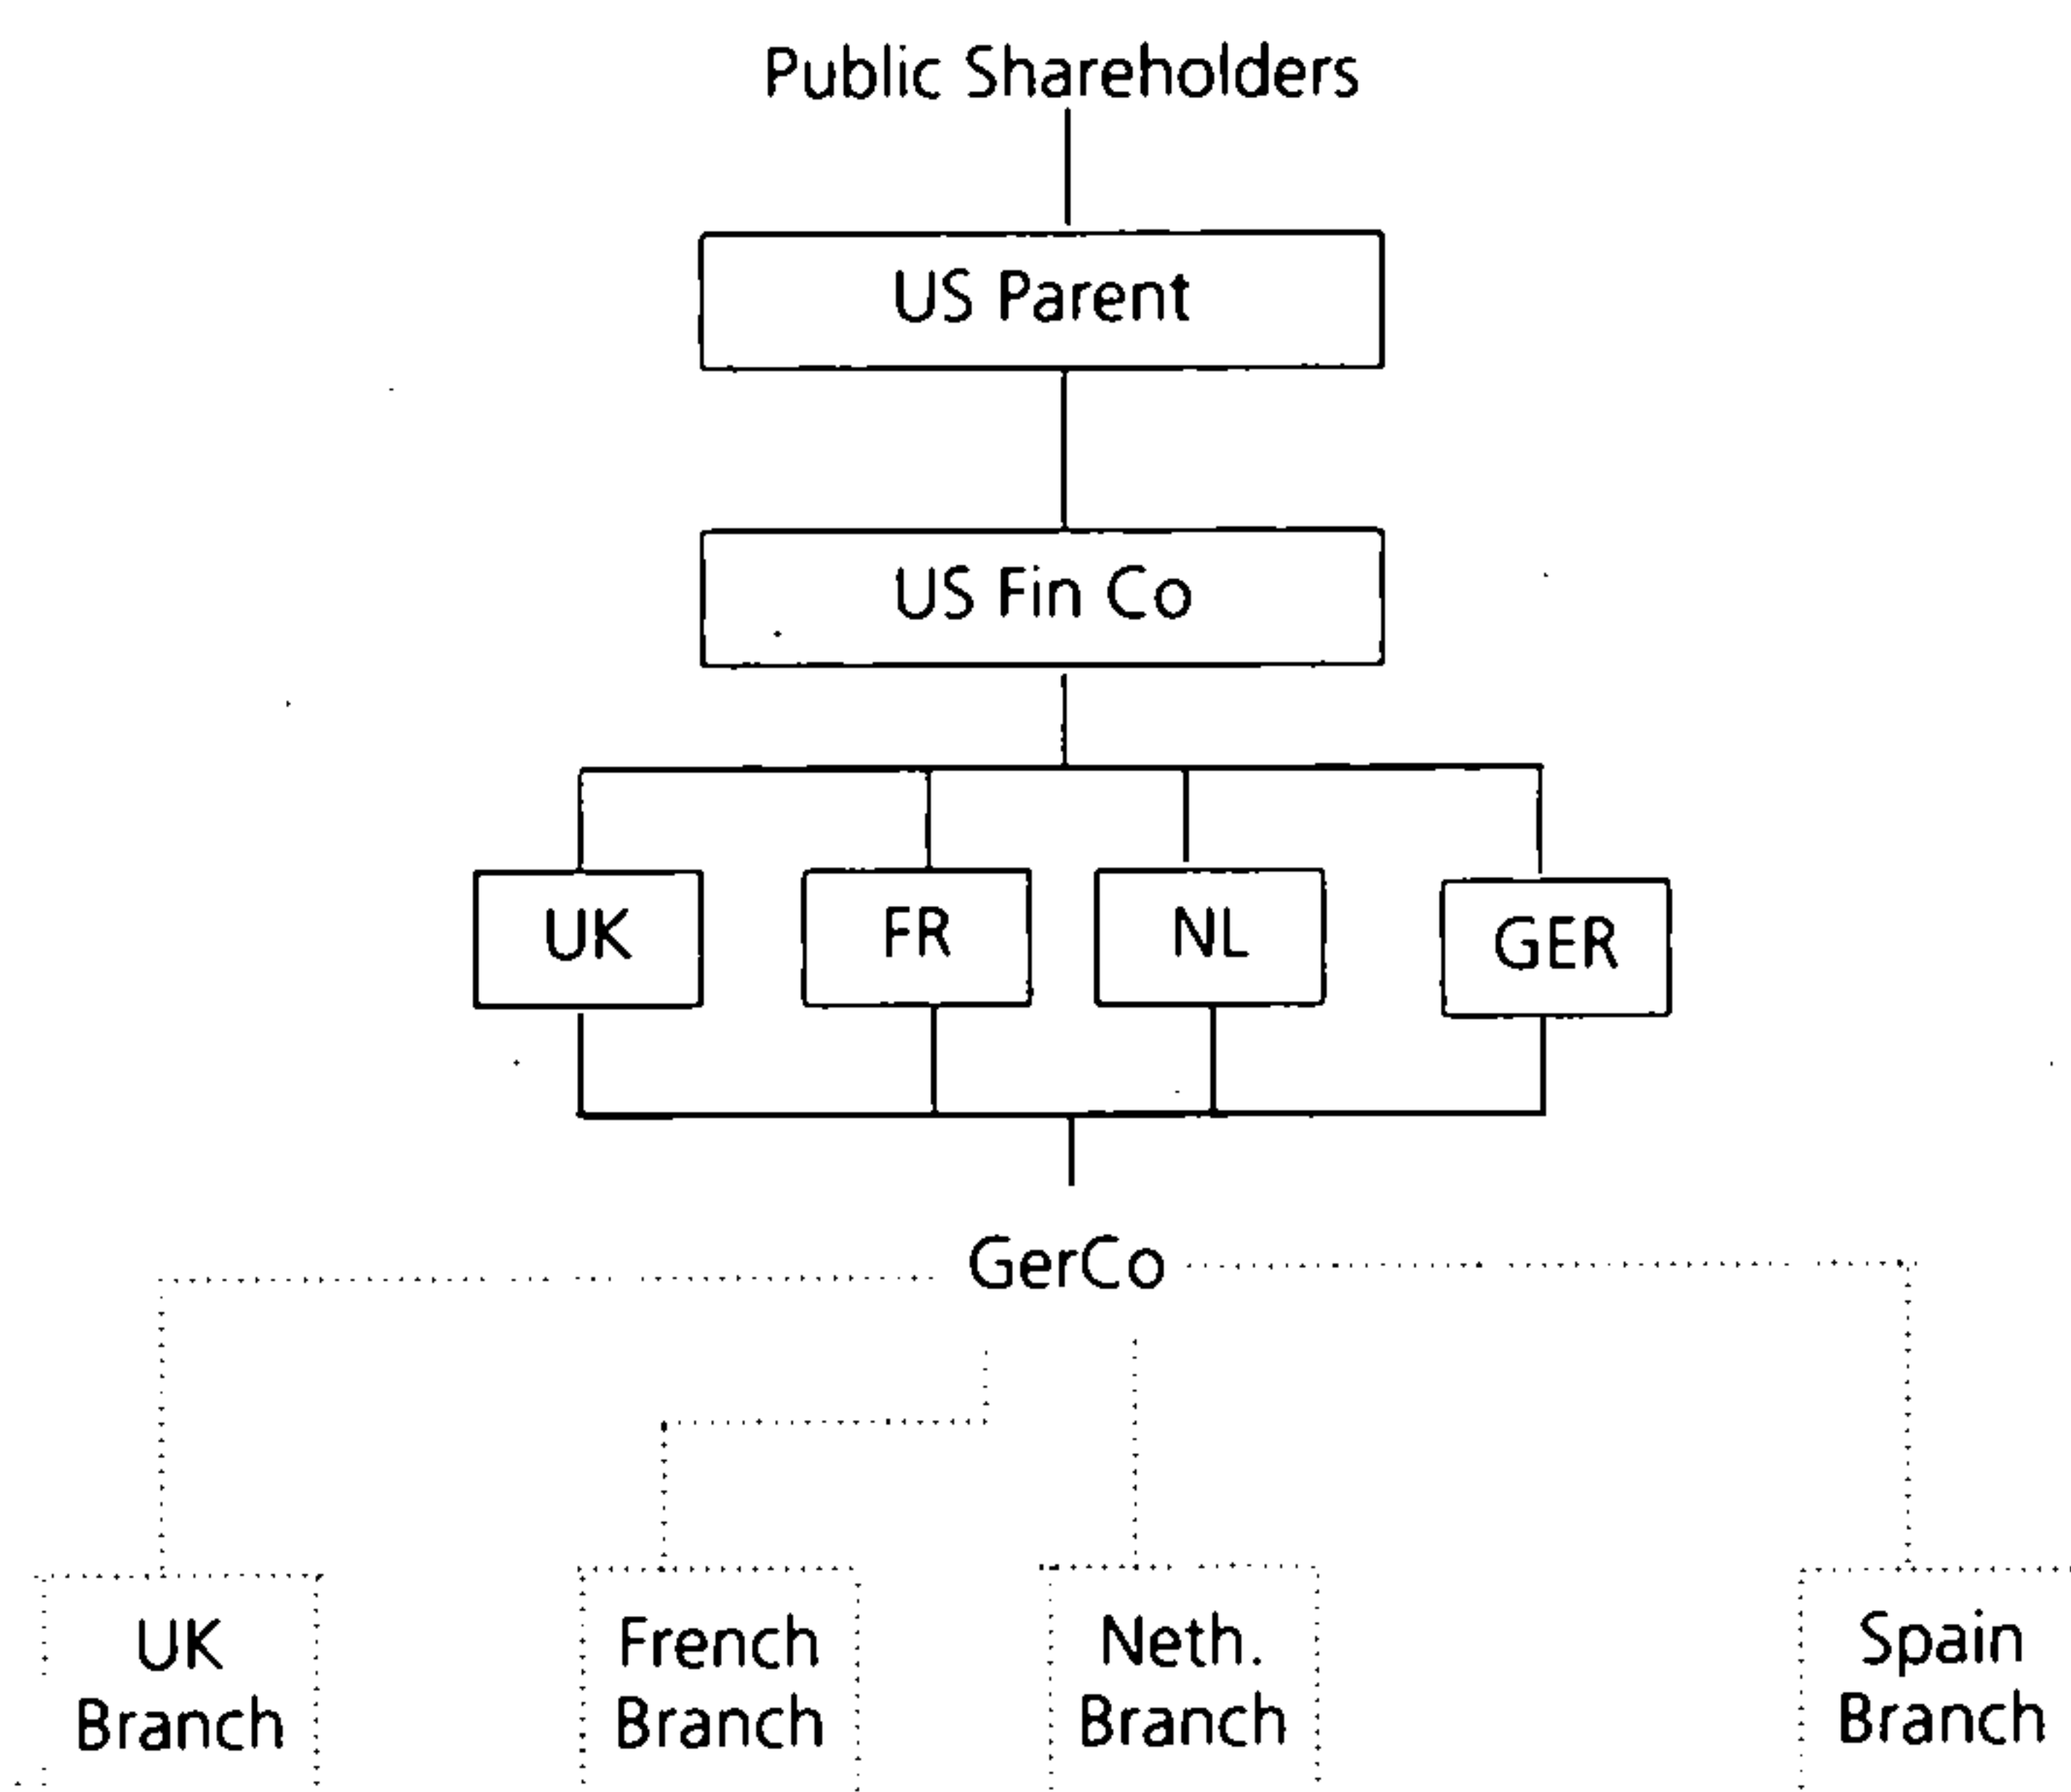 Public Shareholders
US Parent
US Fin Co
UK
FR
NL
GER
GerCo
UK
Branch
French
Branch
Neth.
Branch
Spain
Branch